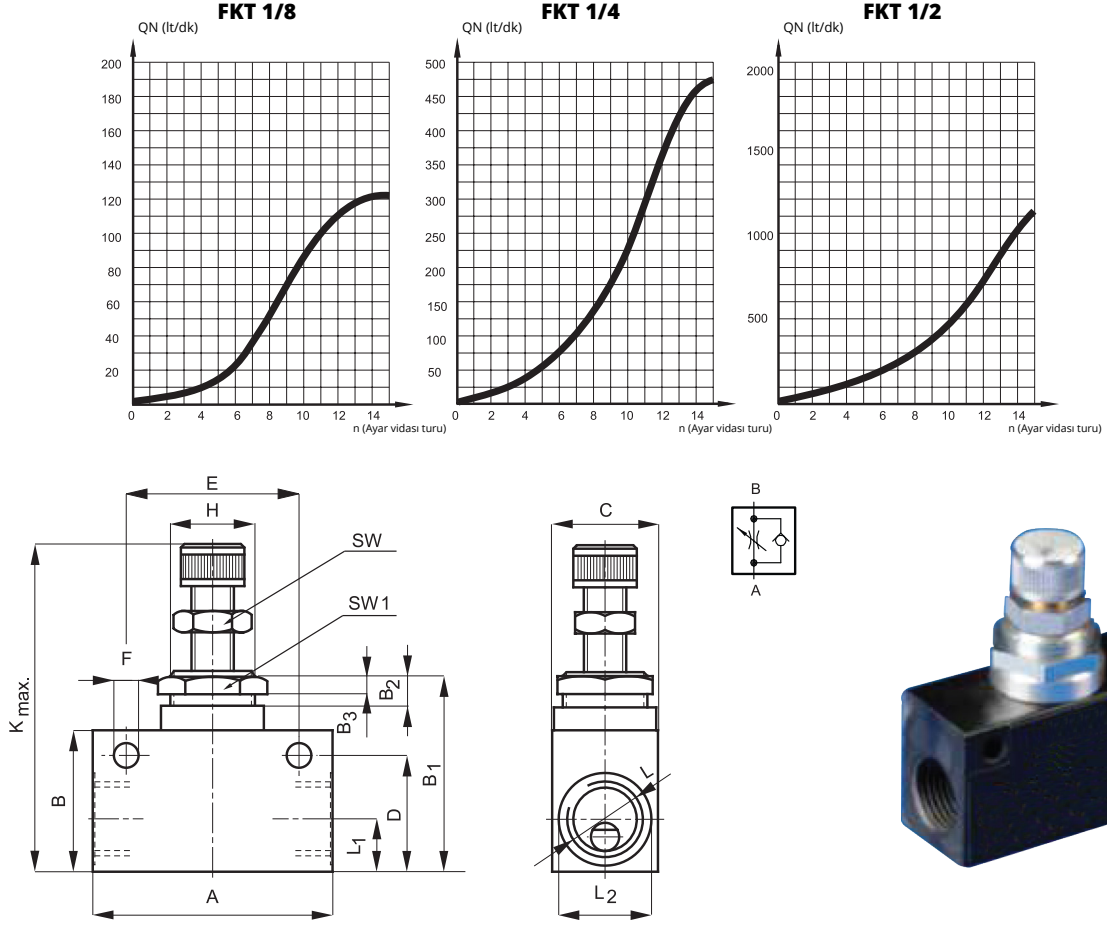 FKT 1/8
FKT 1/4
FKT 1/2
QN (lt/dk)
QN (lt/dk)
QN (lt/dk)
200
180
160
140
120
100
80
60
40
20
0 2 4 6 8 10 12 14
n (Ayar vidası turu)
500
450
400
350
300
250
200
150
100
50
0 2 4 6 8 10 12 14
n (Ayar vidası turu)
2000
1500
1000
500
0 2 4 6 8 10 12 14
n (Ayar vidası turu)
E
H
SW
SW1
F
K max.
B2
B3
B
B1
D
L1
A
C
L
L2
B
A